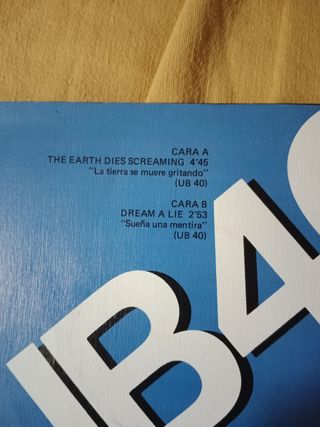 CARA A
THE EARTH DIES SCREAMING 4'45
"La tierra se muere gritando"
(UB 40)
CARA B
DREAM A LIE 2'53
"Sueña una mentira"
(UB 40)
UB40